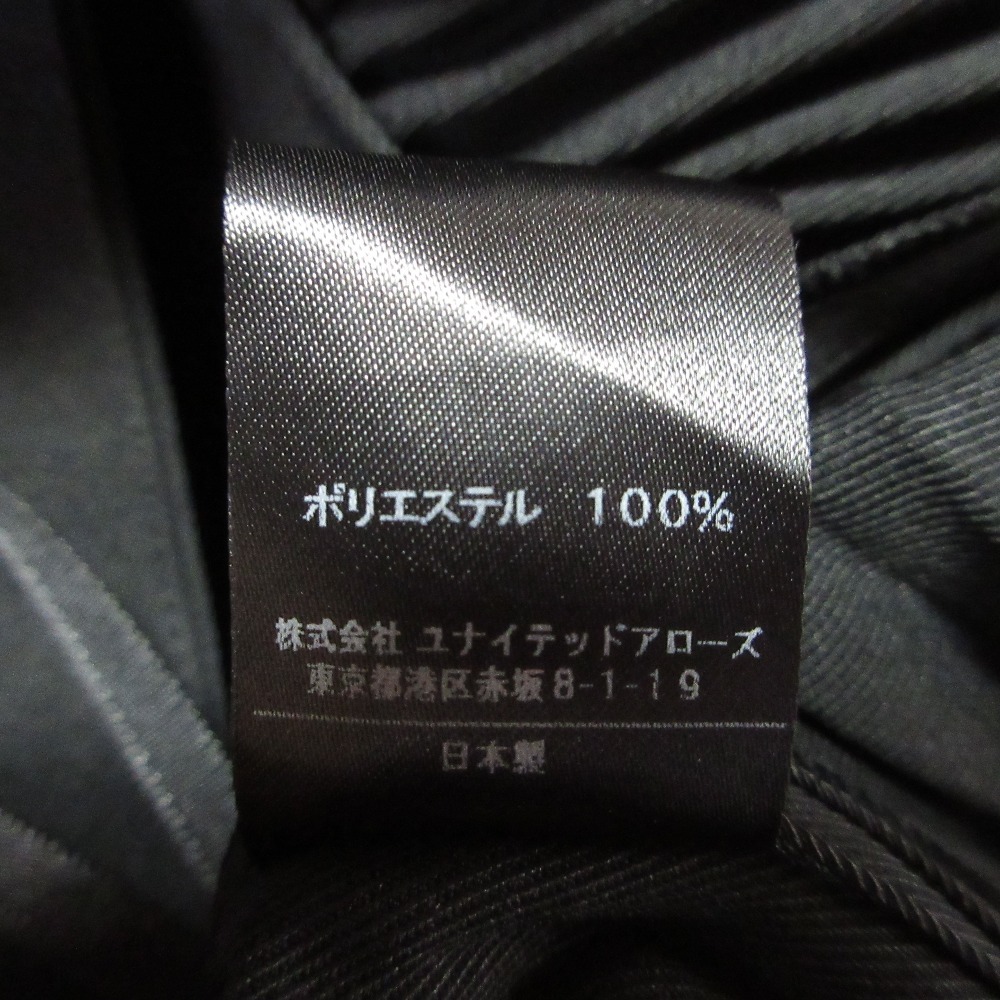 ポリエステル 100%
株式会社 ユナイテッドアローズ
東京都港区赤坂8-1-19
日本製